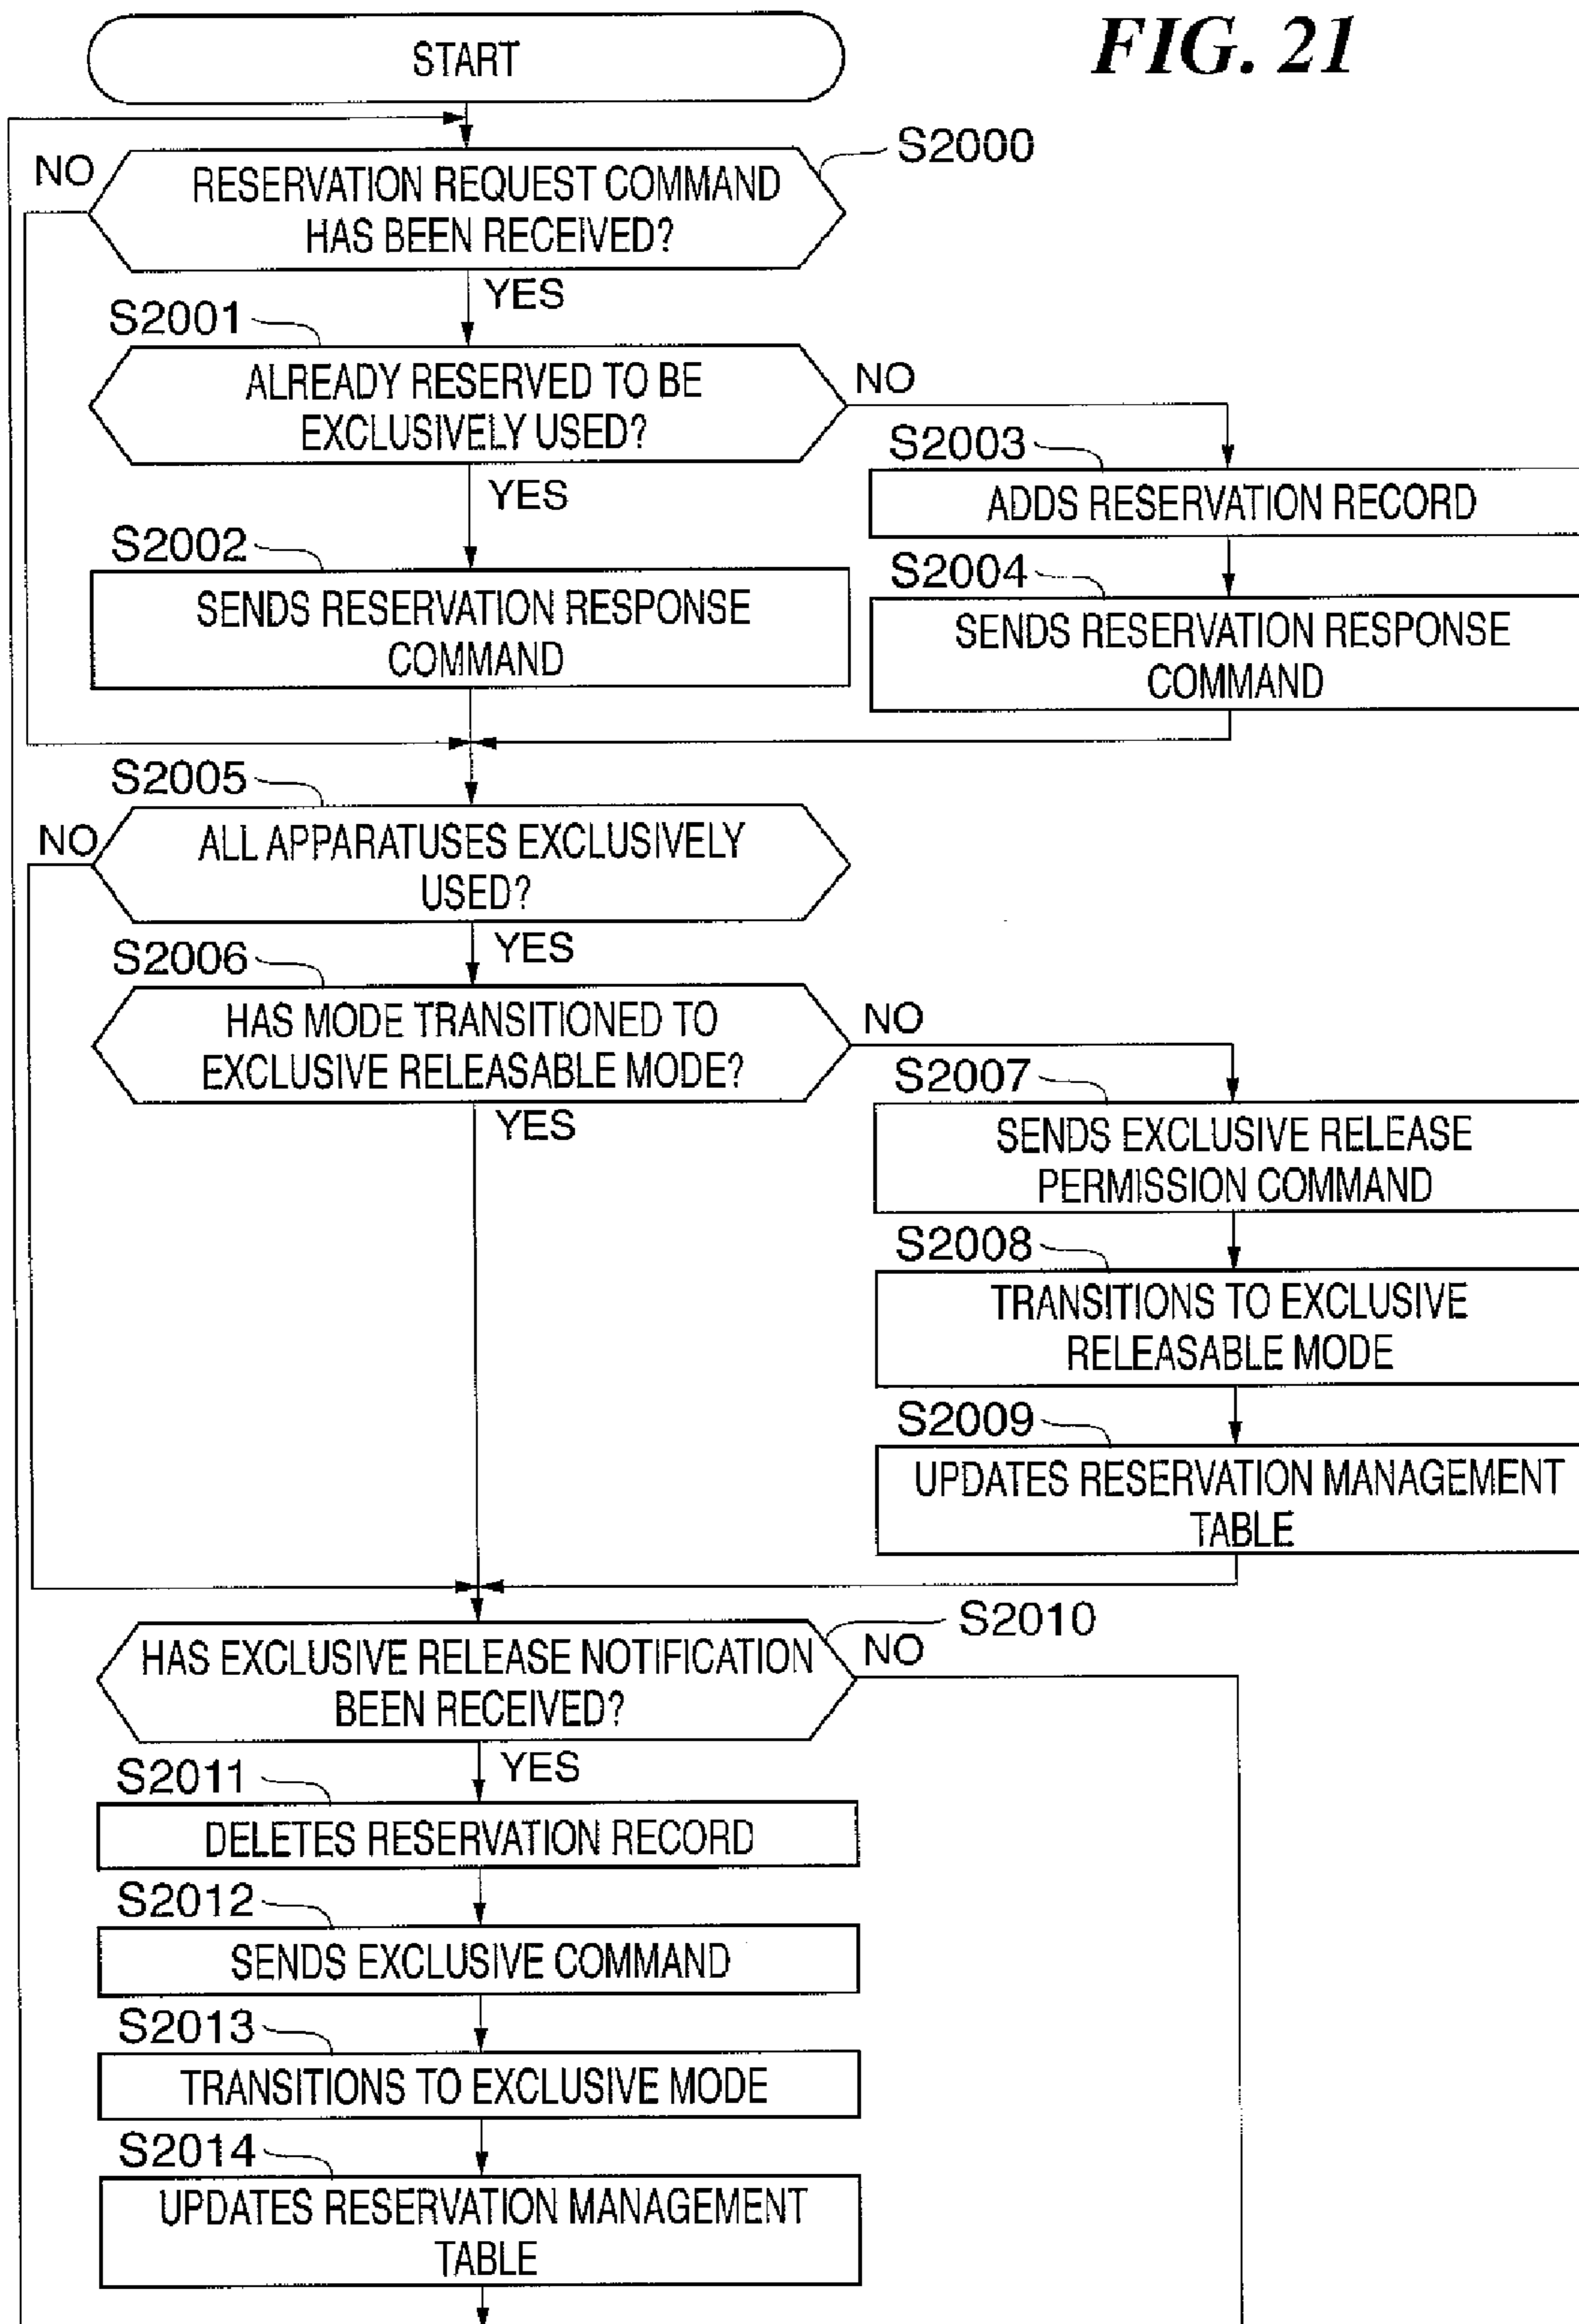 FIG. 21
START
S2000
NO
RESERVATION REQUEST COMMAND
HAS BEEN RECEIVED?
YES
S2001
ALREADY RESERVED TO BE
EXCLUSIVELY USED?
NO
YES
S2003
ADDS RESERVATION RECORD
S2002
SENDS RESERVATION RESPONSE
COMMAND
S2004
SENDS RESERVATION RESPONSE
COMMAND
S2005
NO
ALL APPARATUSES EXCLUSIVELY
USED?
YES
S2006
HAS MODE TRANSITIONED TO
EXCLUSIVE RELEASABLE MODE?
NO
YES
S2007
SENDS EXCLUSIVE RELEASE
PERMISSION COMMAND
S2008
TRANSITIONS TO EXCLUSIVE
RELEASABLE MODE
S2009
UPDATES RESERVATION MANAGEMENT
TABLE
S2010
HAS EXCLUSIVE RELEASE NOTIFICATION
BEEN RECEIVED?
NO
YES
S2011
DELETES RESERVATION RECORD
S2012
SENDS EXCLUSIVE COMMAND
S2013
TRANSITIONS TO EXCLUSIVE MODE
S2014
UPDATES RESERVATION MANAGEMENT
TABLE